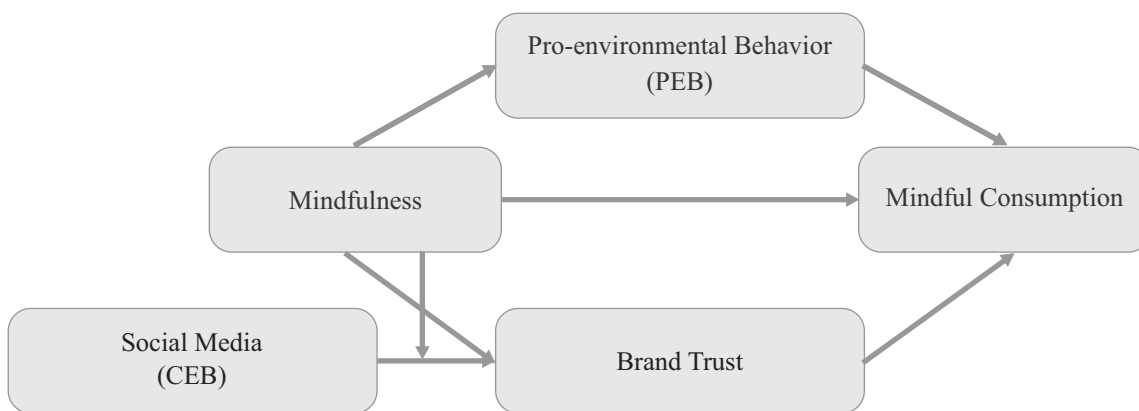 Pro-environmental Behavior
(PEB)
Mindfulness
Mindful Consumption
Social Media
(CEB)
Brand Trust